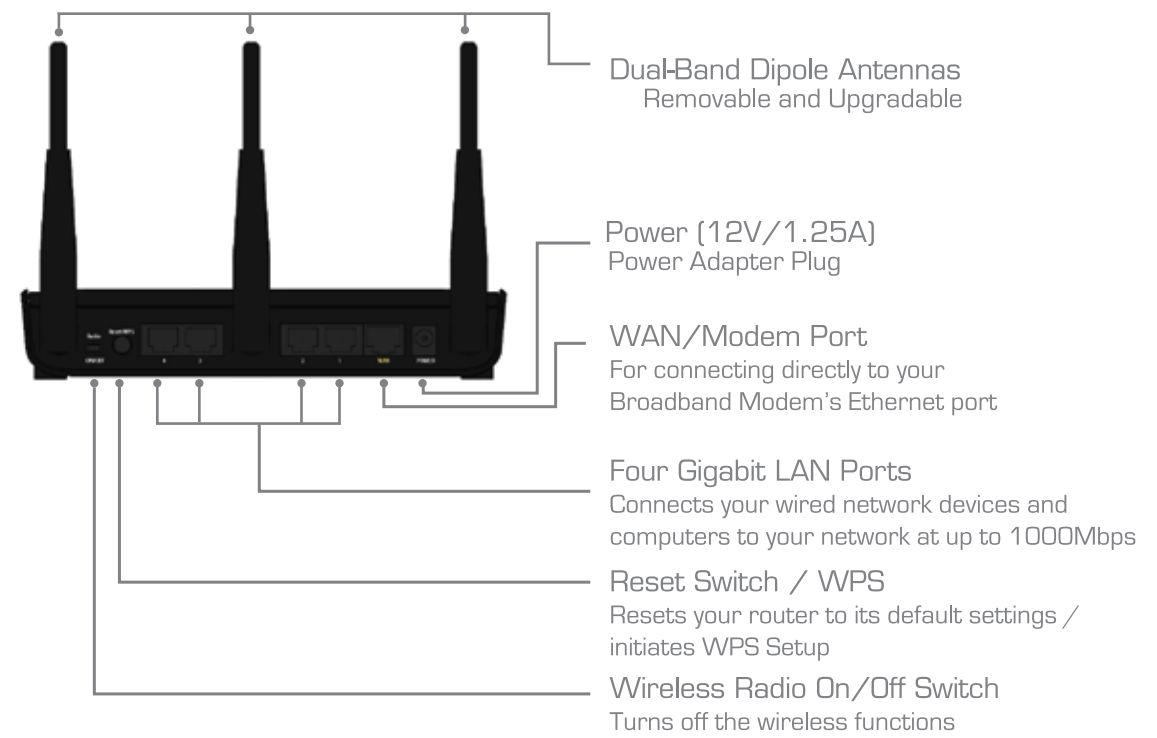 Dual-Band Dipole Antennas
Removable and Upgradable
Power (12V/1.25A)
Power Adapter Plug
WAN/Modem Port
For connecting directly to your
Broadband Modem's Ethernet port
Four Gigabit LAN Ports
Connects your wired network devices and
computers to your network at up to 1000Mbps
Reset Switch / WPS
Resets your router to its default settings /
initiates WPS Setup
Wireless Radio On/Off Switch
Turns off the wireless functions
WAN
POWER